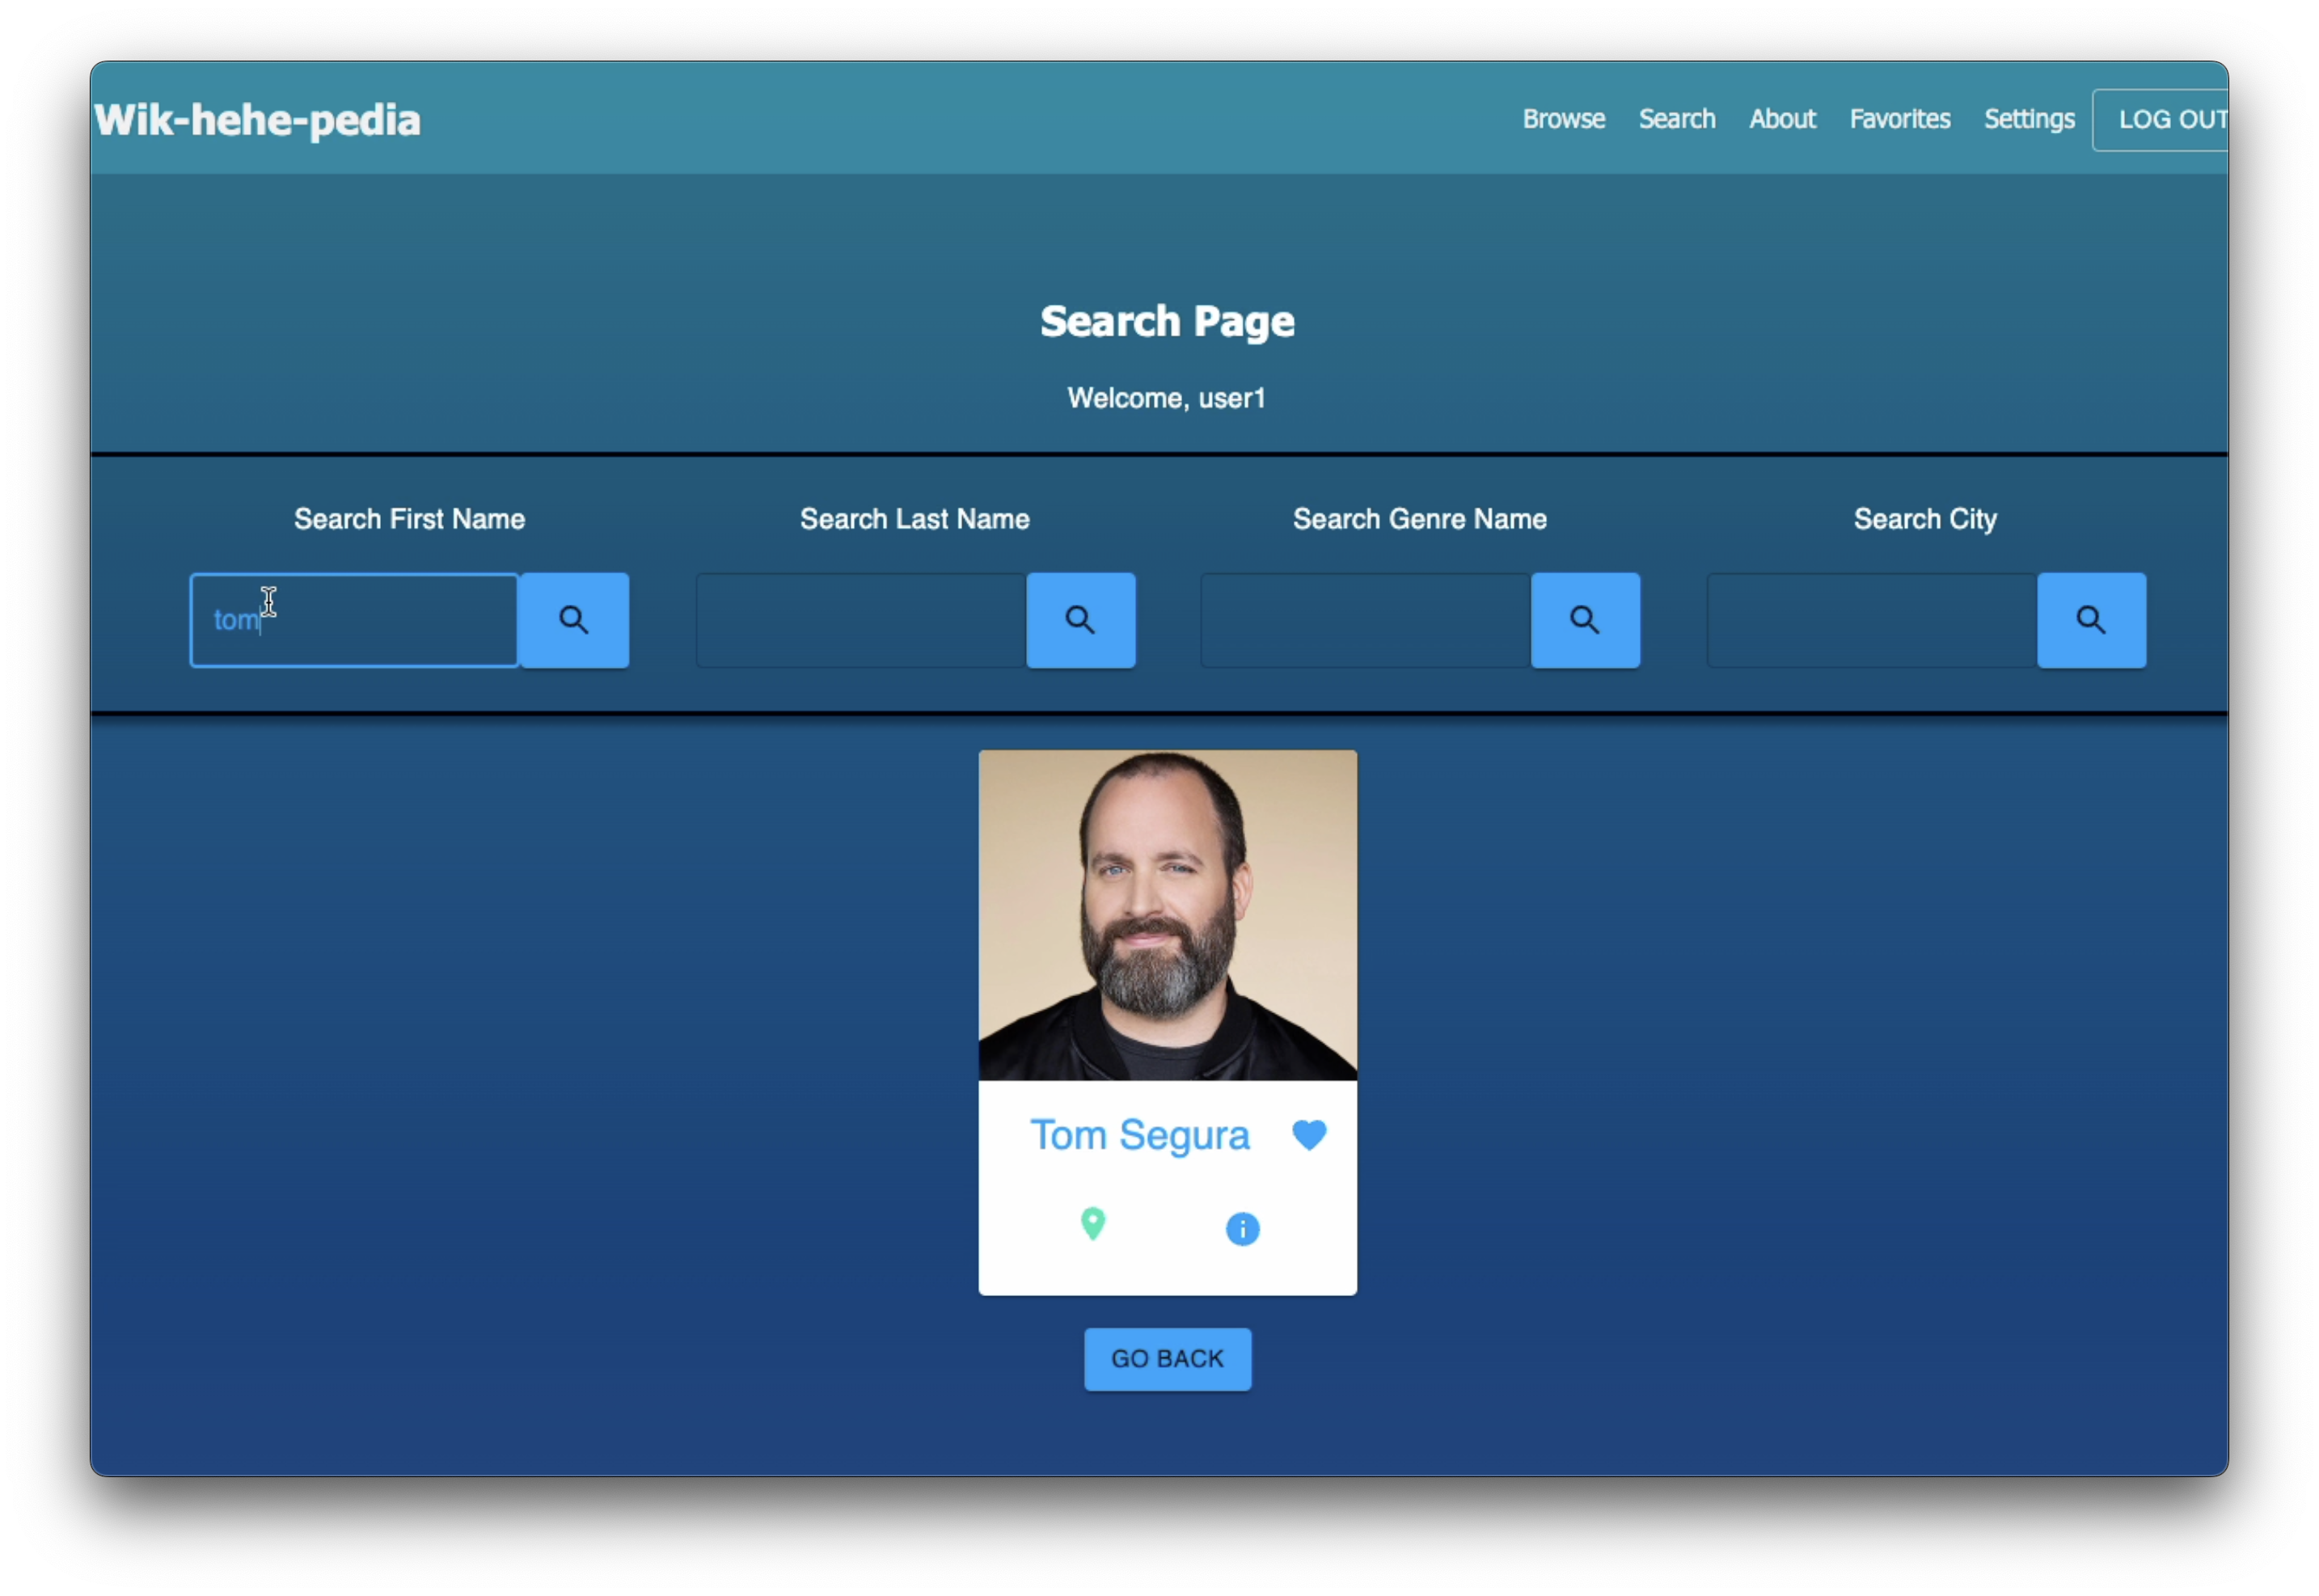 Wik-hehe-pedia
Browse Search About Favorites Settings LOG OUT
Search Page
Welcome, user1
Search First Name Search Last Name Search Genre Name Search City
tom
Tom Segura
GO BACK